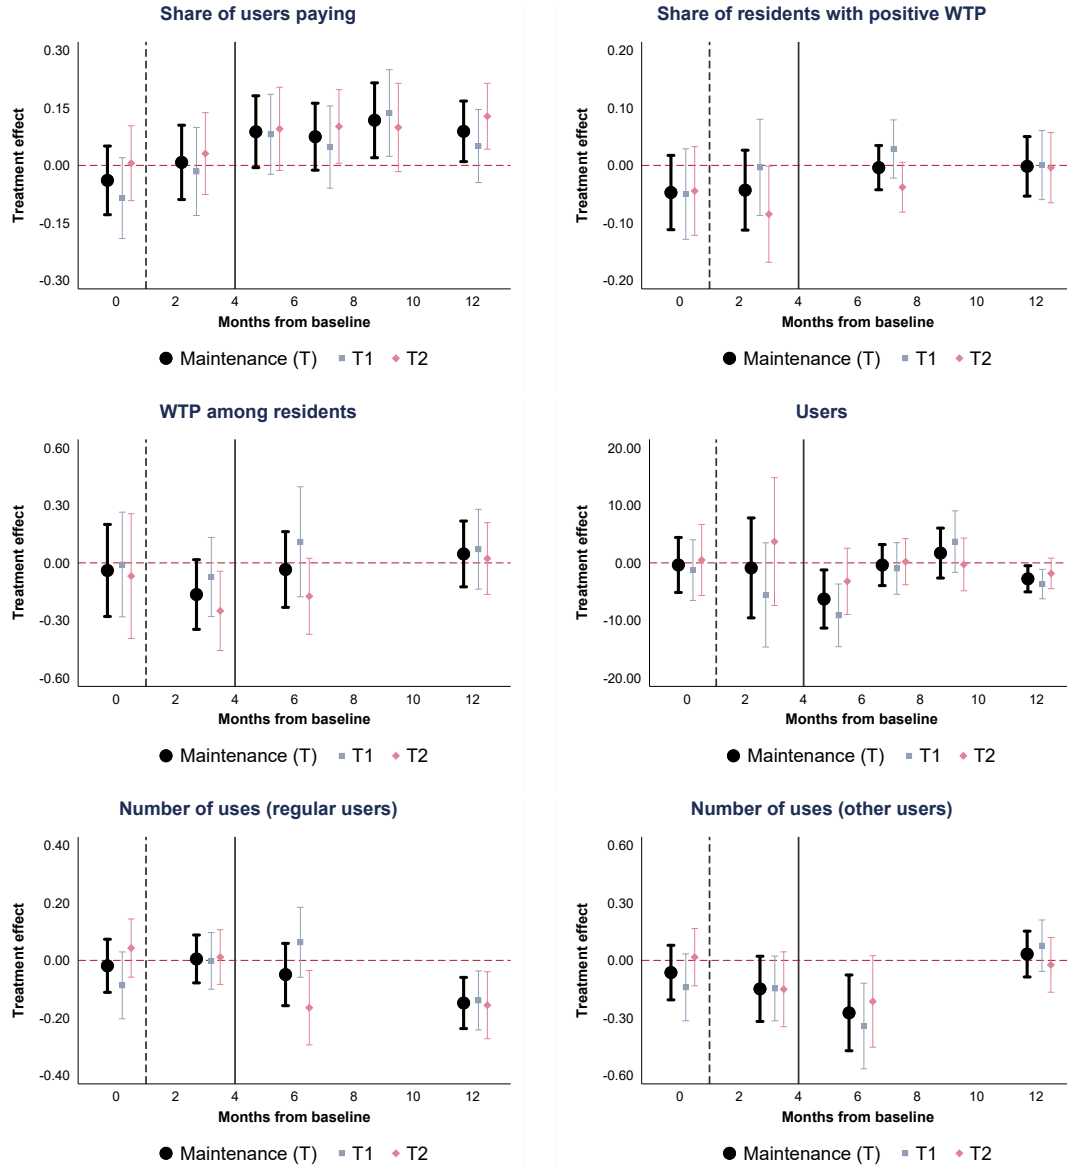 Share of users paying
0.30
0.15
0.00
-0.15
-0.30
Treatment effect
0 2 4 6 8 10 12
Months from baseline
Maintenance (T) T1 T2
Share of residents with positive WTP
0.20
0.10
0.00
-0.10
-0.20
Treatment effect
0 2 4 6 8 10 12
Months from baseline
Maintenance (T) T1 T2
WTP among residents
0.60
0.30
0.00
-0.30
-0.60
Treatment effect
0 2 4 6 8 10 12
Months from baseline
Maintenance (T) T1 T2
Users
20.00
10.00
0.00
-10.00
-20.00
Treatment effect
0 2 4 6 8 10 12
Months from baseline
Maintenance (T) T1 T2
Number of uses (regular users)
0.40
0.20
0.00
-0.20
-0.40
Treatment effect
0 2 4 6 8 10 12
Months from baseline
Maintenance (T) T1 T2
Number of uses (other users)
0.60
0.30
0.00
-0.30
-0.60
Treatment effect
0 2 4 6 8 10 12
Months from baseline
Maintenance (T) T1 T2